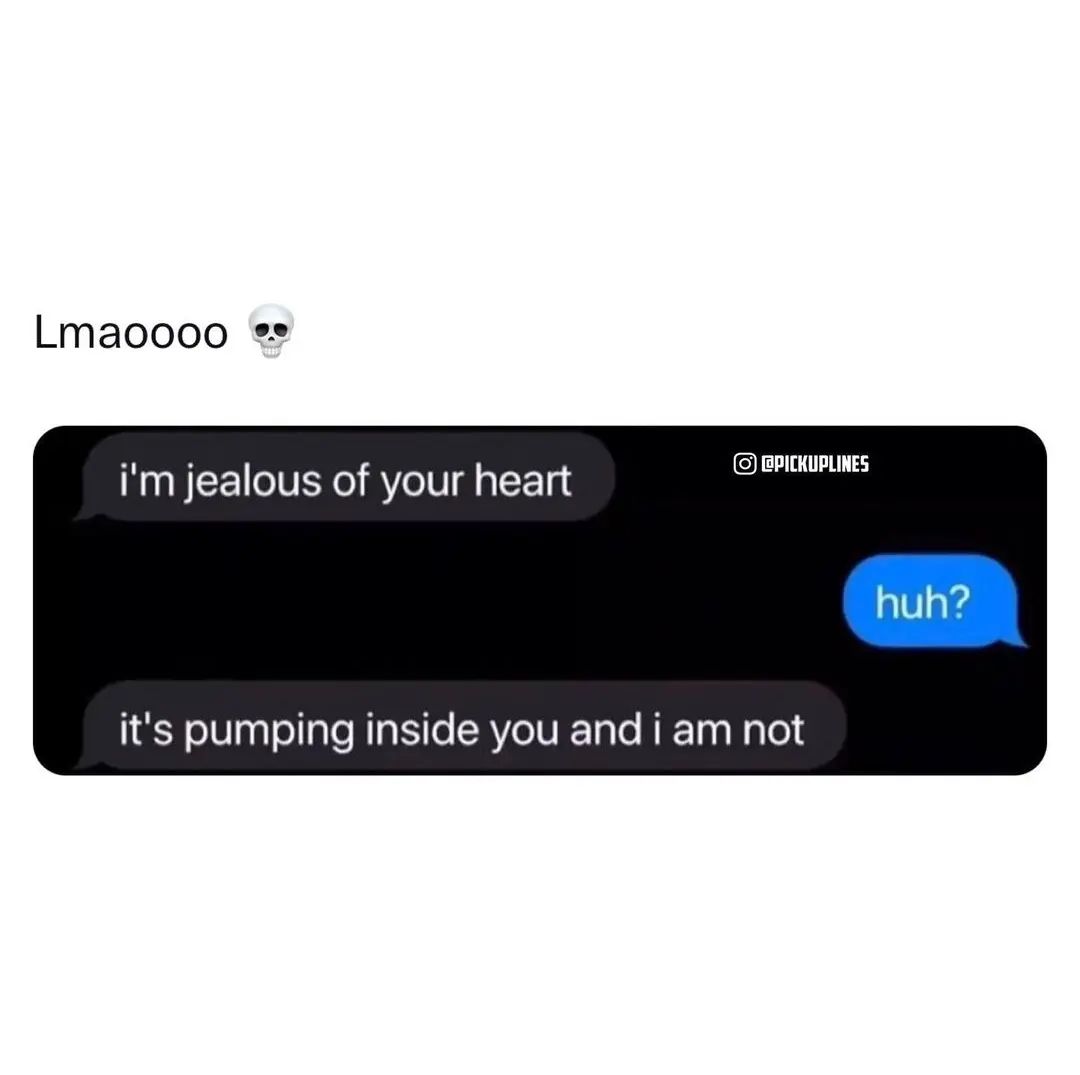 Lmaoooo 💀
i'm jealous of your heart
@PICKUPLINES
huh?
it's pumping inside you and i am not